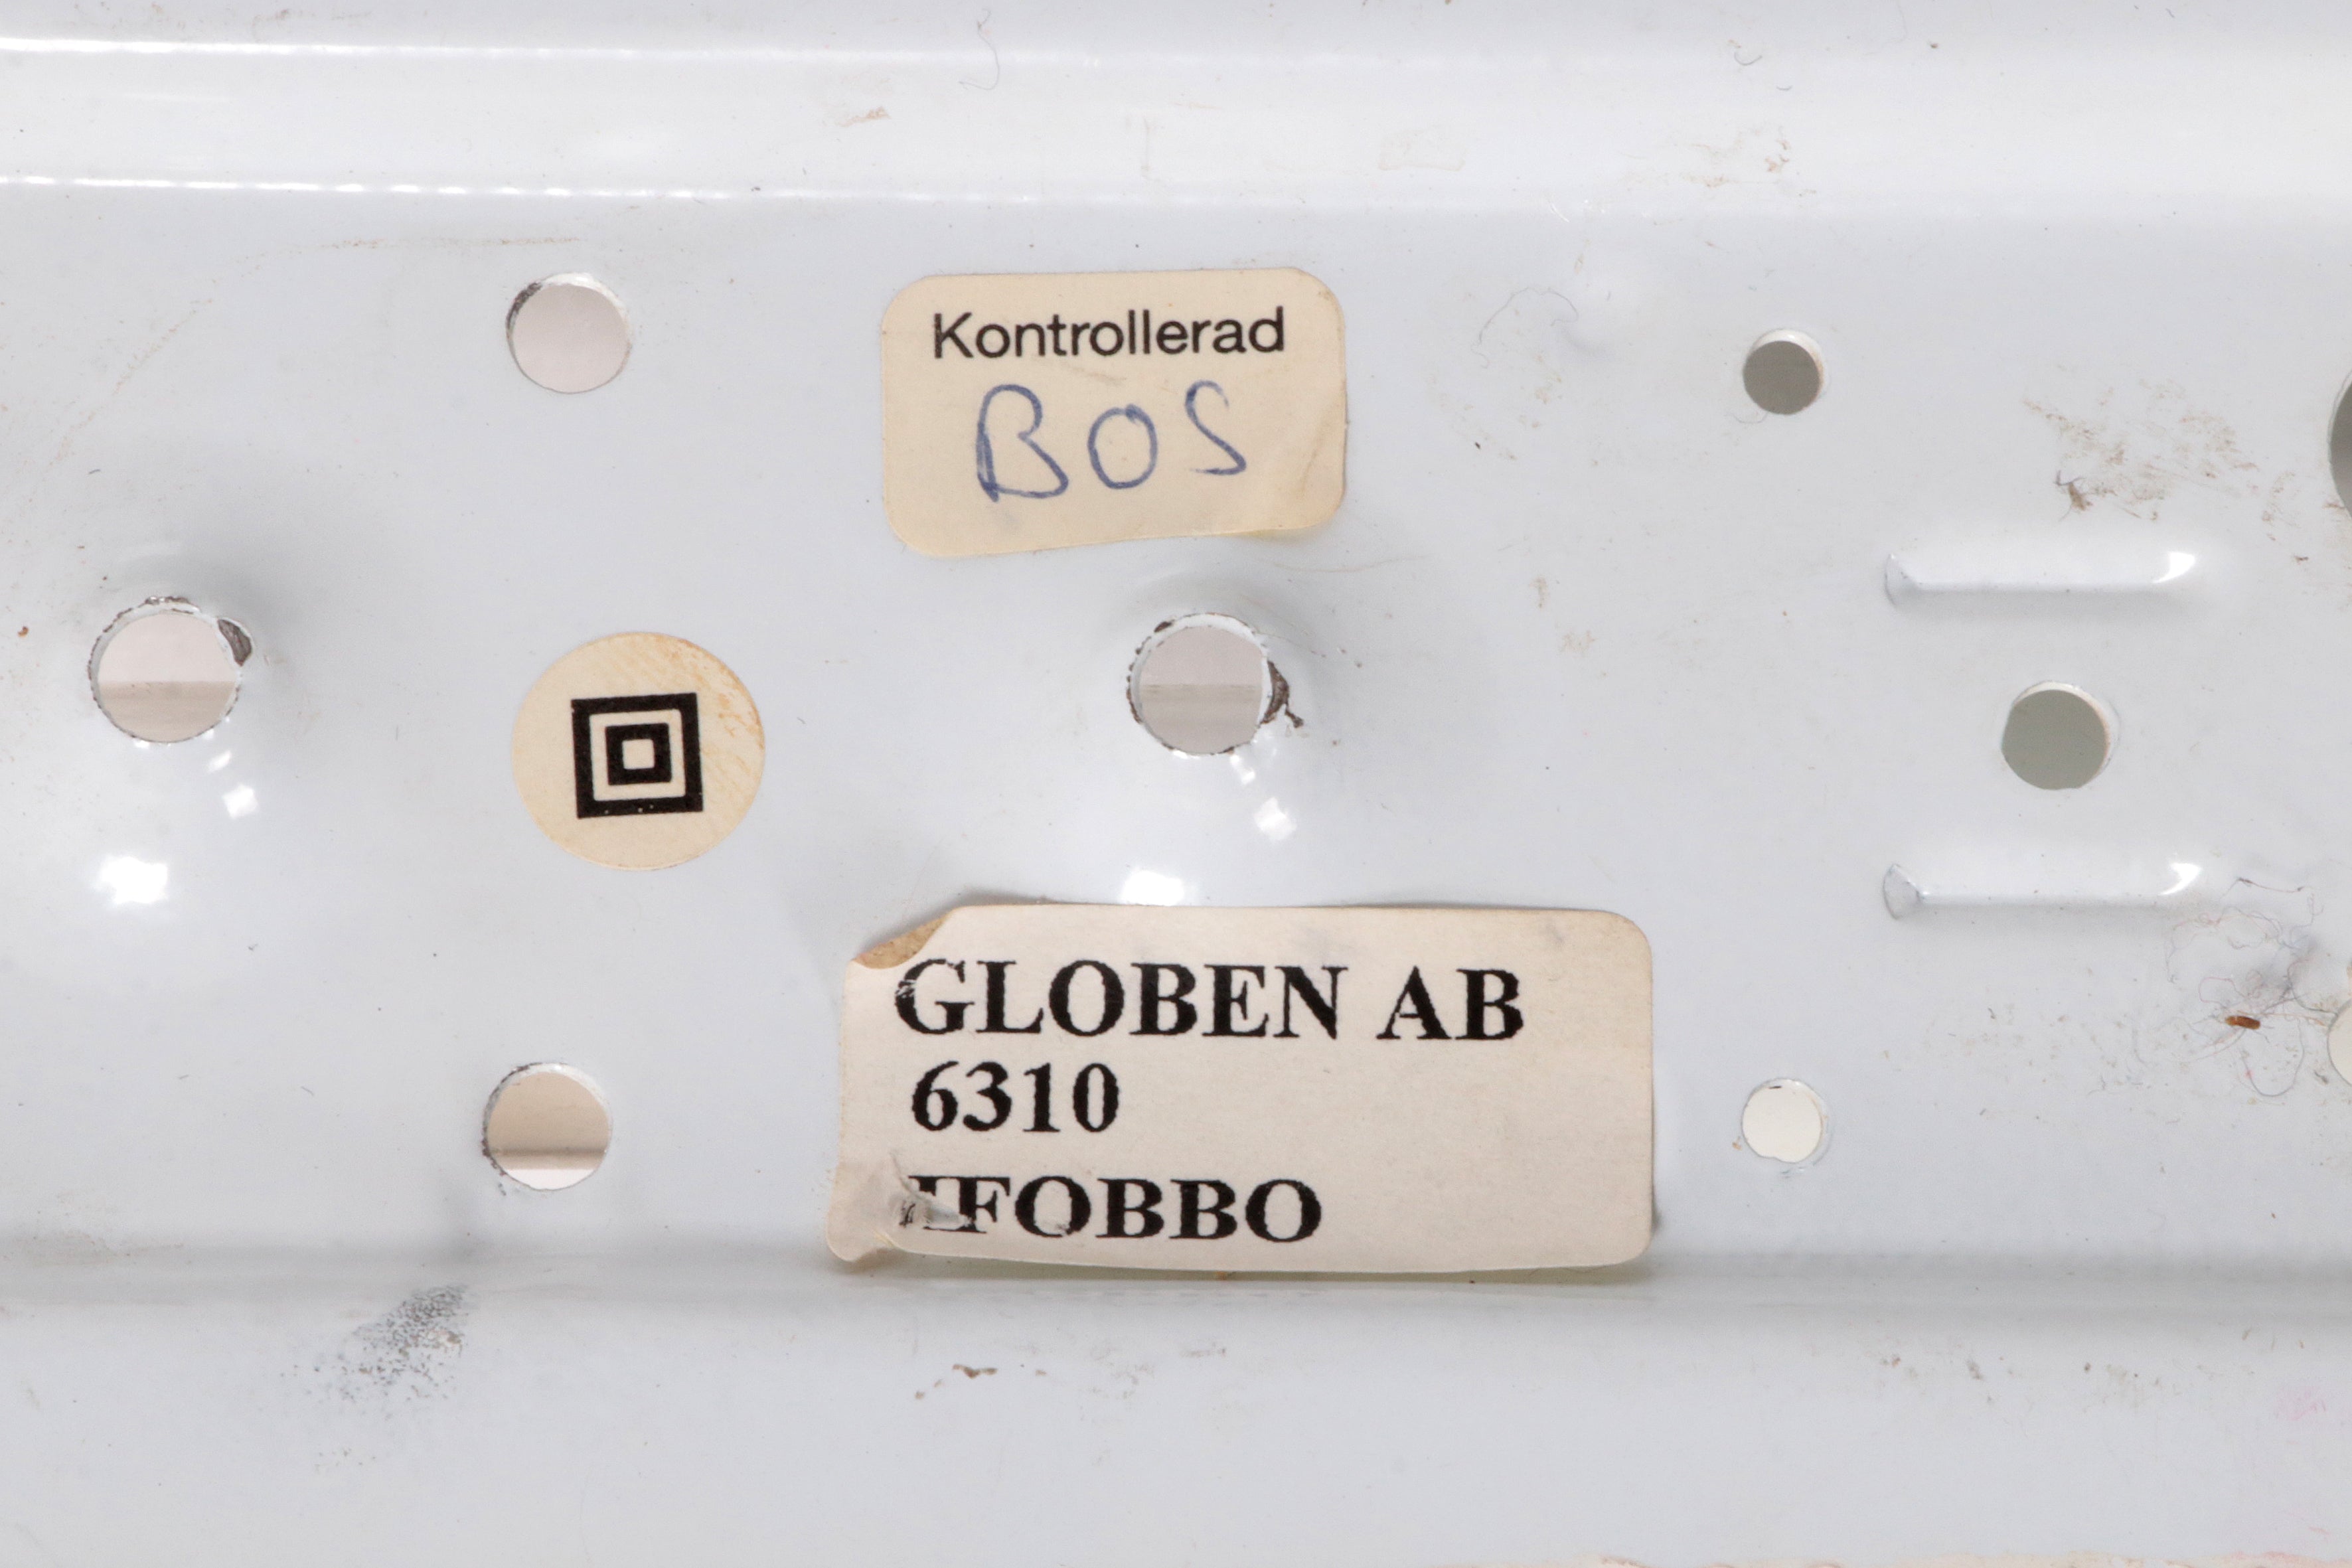 Kontrollerad
BOS
GLOBEN AB
6310
IFOBBO